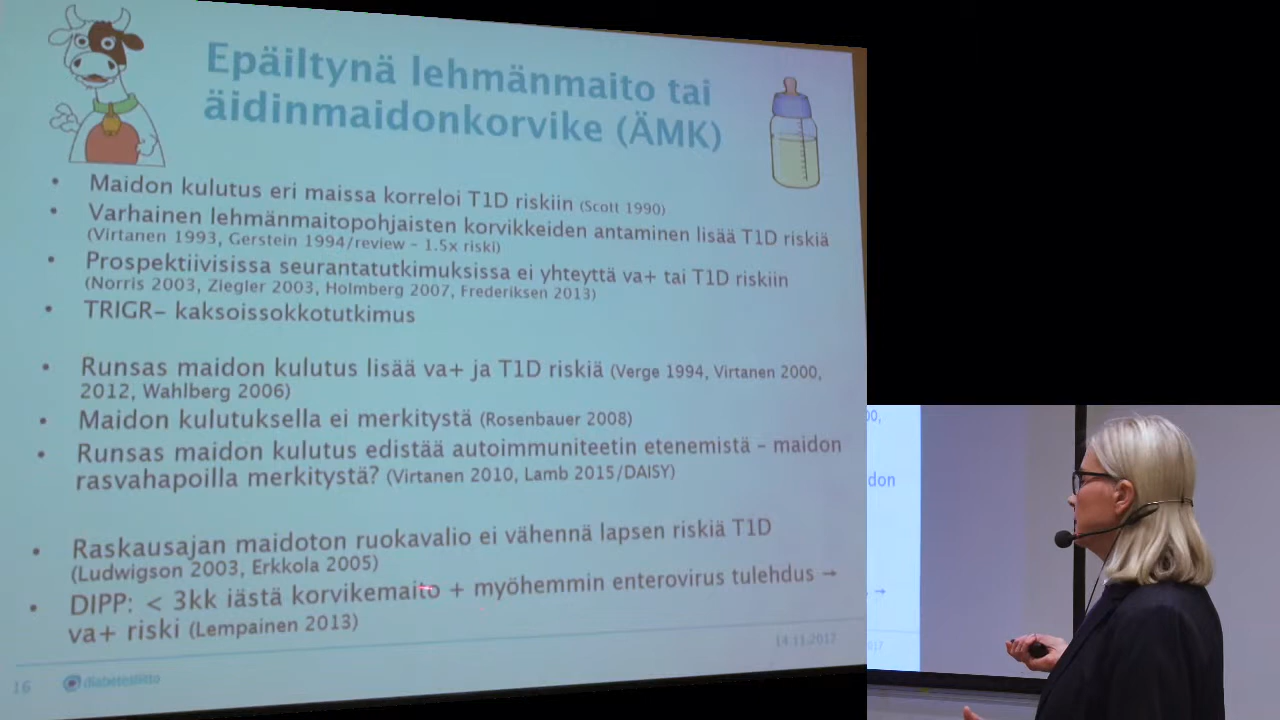 Epäiltynä lehmänmaito tai
äidinmaidonkorvike (ÄMK)
• Maidon kulutus eri maissa korreloi T1D riskiin (Scott 1990)
• Varhainen lehmänmaitopohjaisten korvikkeiden antaminen lisää T1D riskiä
(Virtanen 1993, Gerstein 1994/review - 1.5x riski)
• Prospektiivisissa seurantatutkimuksissa ei yhteyttä va+ tai T1D riskiin
(Norris 2003, Ziegler 2003, Holmberg 2007, Frederiksen 2013)
• TRIGR- kaksoissokkotutkimus
• Runsas maidon kulutus lisää va+ ja T1D riskiä (Verge 1994, Virtanen 2000,
2012, Wahlberg 2006)
• Maidon kulutuksella ei merkitystä (Rosenbauer 2008)
• Runsas maidon kulutus edistää autoimmuniteetin etenemistä - maidon
rasvahapoilla merkitystä? (Virtanen 2010, Lamb 2015/DAISY)
• Raskausajan maidoton ruokavalio ei vähennä lapsen riskiä T1D
(Ludwigson 2003, Erkkola 2005)
• DIPP: < 3kk iästä korvikemaito + myöhemmin enterovirus tulehdus →
va+ riski (Lempainen 2013)
14.11.2017
16 diabetesliitto
00,
don
→
017